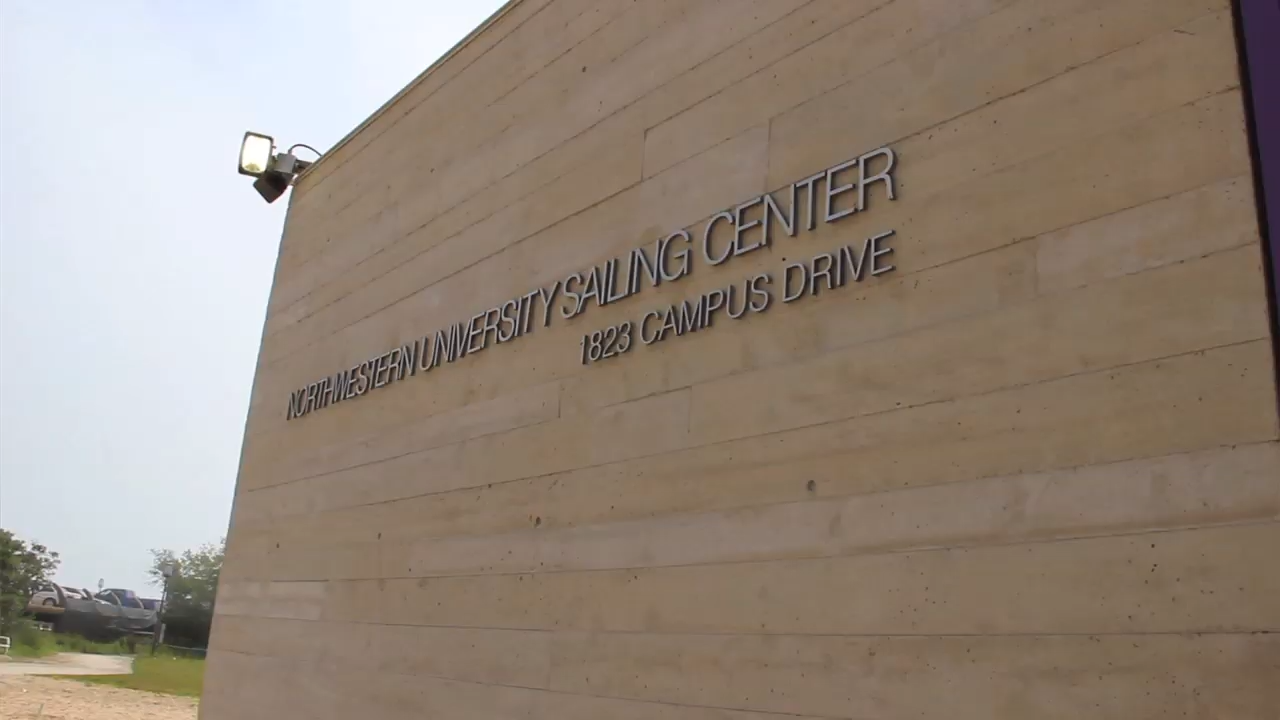 NORTHWESTERN UNIVERSITY SAILING CENTER
1823 CAMPUS DRIVE